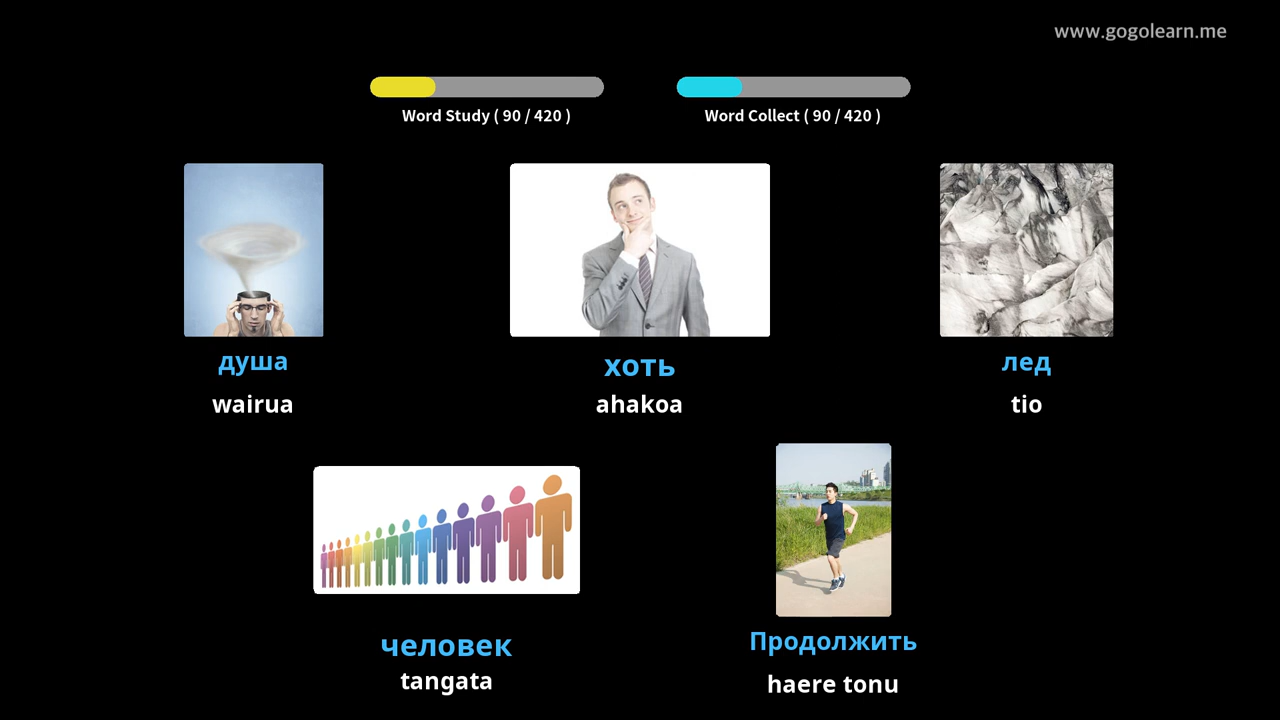 www.gogolearn.me
Word Study ( 90 / 420 )
Word Collect ( 90 / 420 )
душа
wairua
хоть
ahakoa
лед
tio
человек
tangata
Продолжить
haere tonu